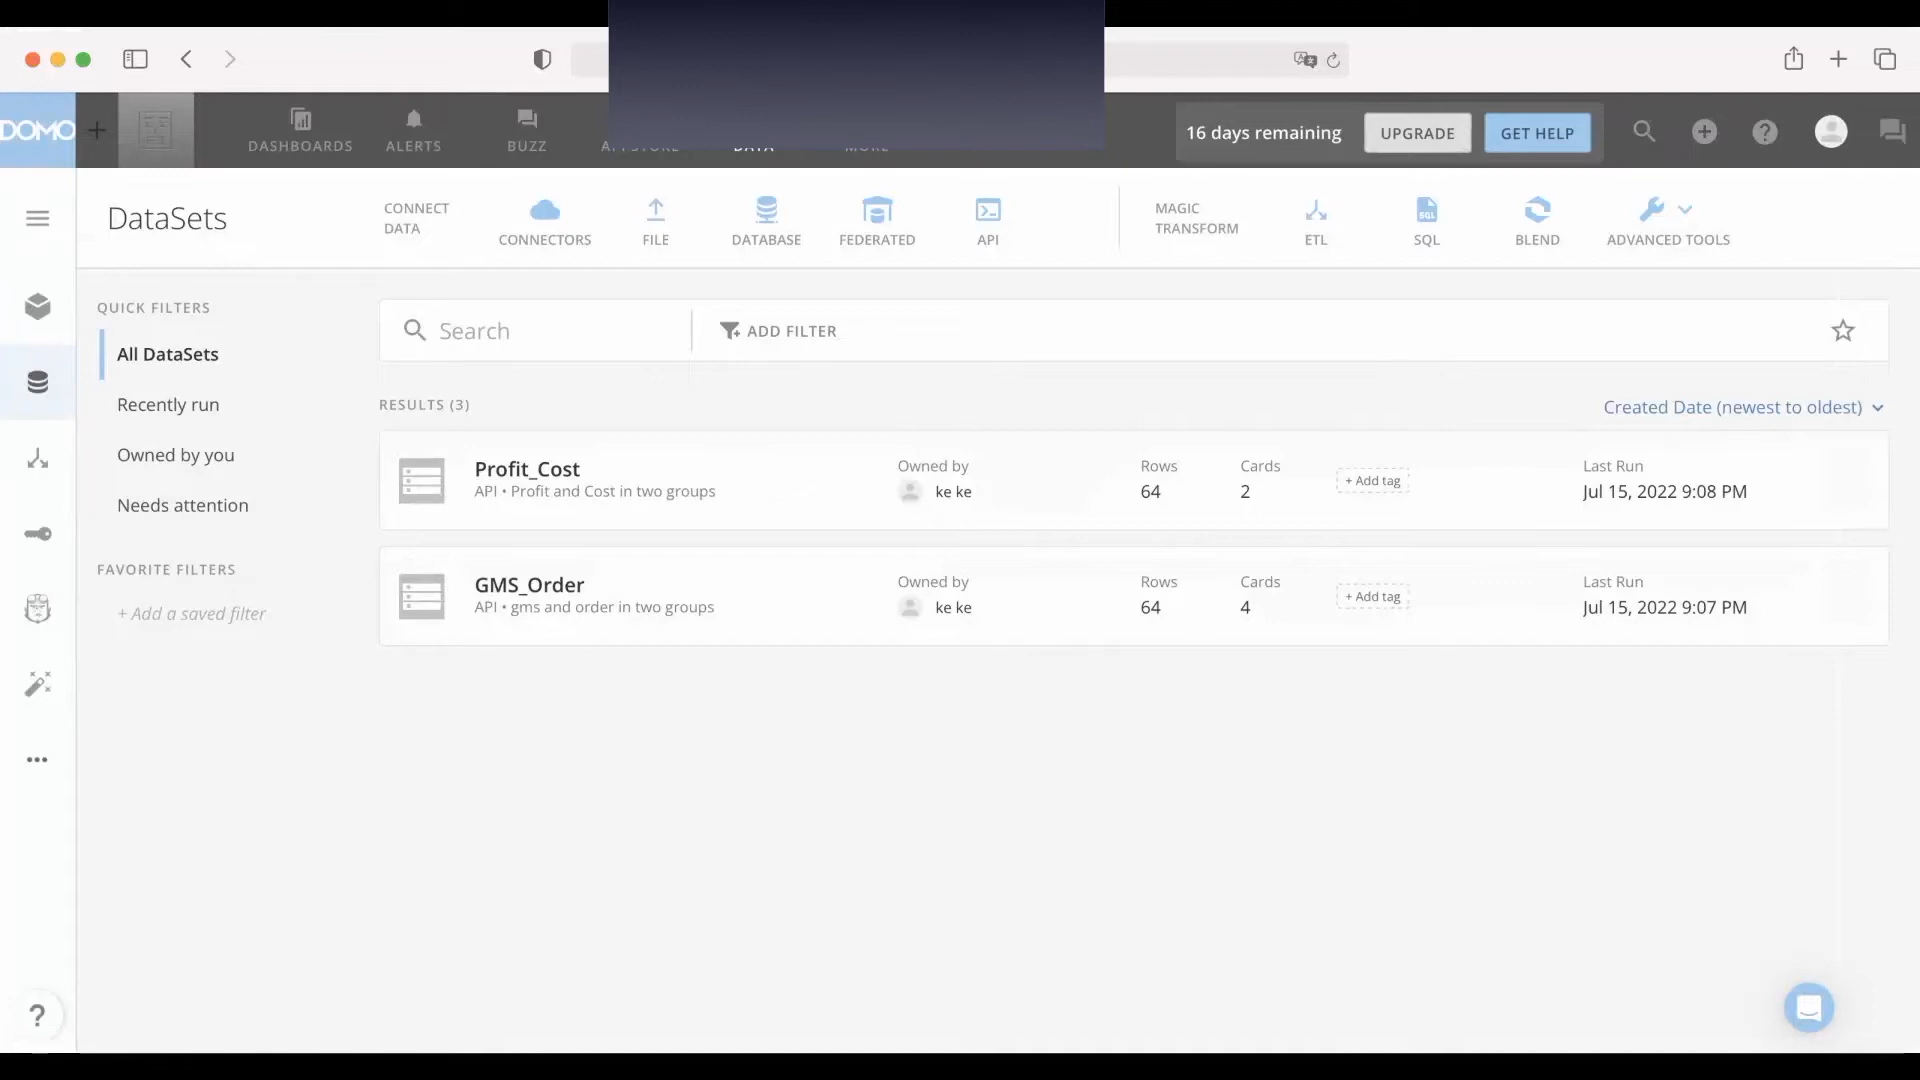 DOMO
DASHBOARDS
ALERTS
BUZZ
APPSTORE
DATA
MORE
16 days remaining
UPGRADE
GET HELP
DataSets
CONNECT
DATA
CONNECTORS
FILE
DATABASE
FEDERATED
API
MAGIC
TRANSFORM
ETL
SQL
SQL
BLEND
ADVANCED TOOLS
QUICK FILTERS
All DataSets
Recently run
Owned by you
Needs attention
FAVORITE FILTERS
+ Add a saved filter
Search
ADD FILTER
RESULTS (3)
Created Date (newest to oldest)
Profit_Cost
API • Profit and Cost in two groups
Owned by
ke ke
Rows
64
Cards
2
+ Add tag
Last Run
Jul 15, 2022 9:08 PM
GMS_Order
API • gms and order in two groups
Owned by
ke ke
Rows
64
Cards
4
+ Add tag
Last Run
Jul 15, 2022 9:07 PM
?